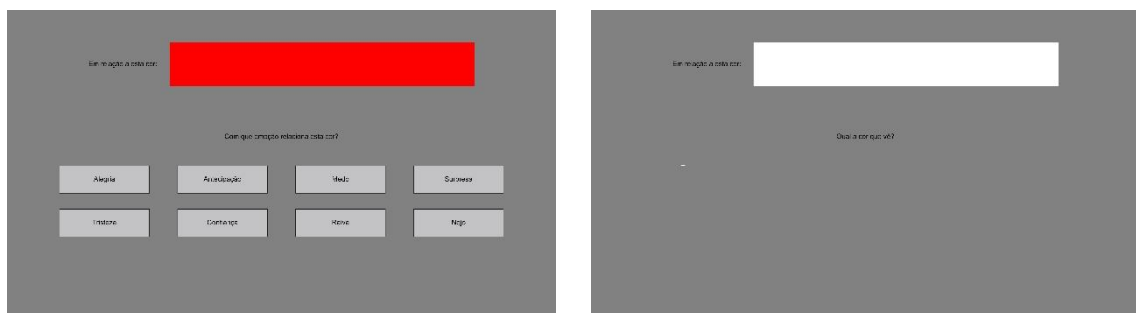 Em relação a esta cor:
Com que emoção relaciona esta cor?
Alegria
Antecipação
Medo
Surpresa
Tristeza
Confiança
Raiva
Nojo
Em relação a esta cor:
Qual a cor que vê?